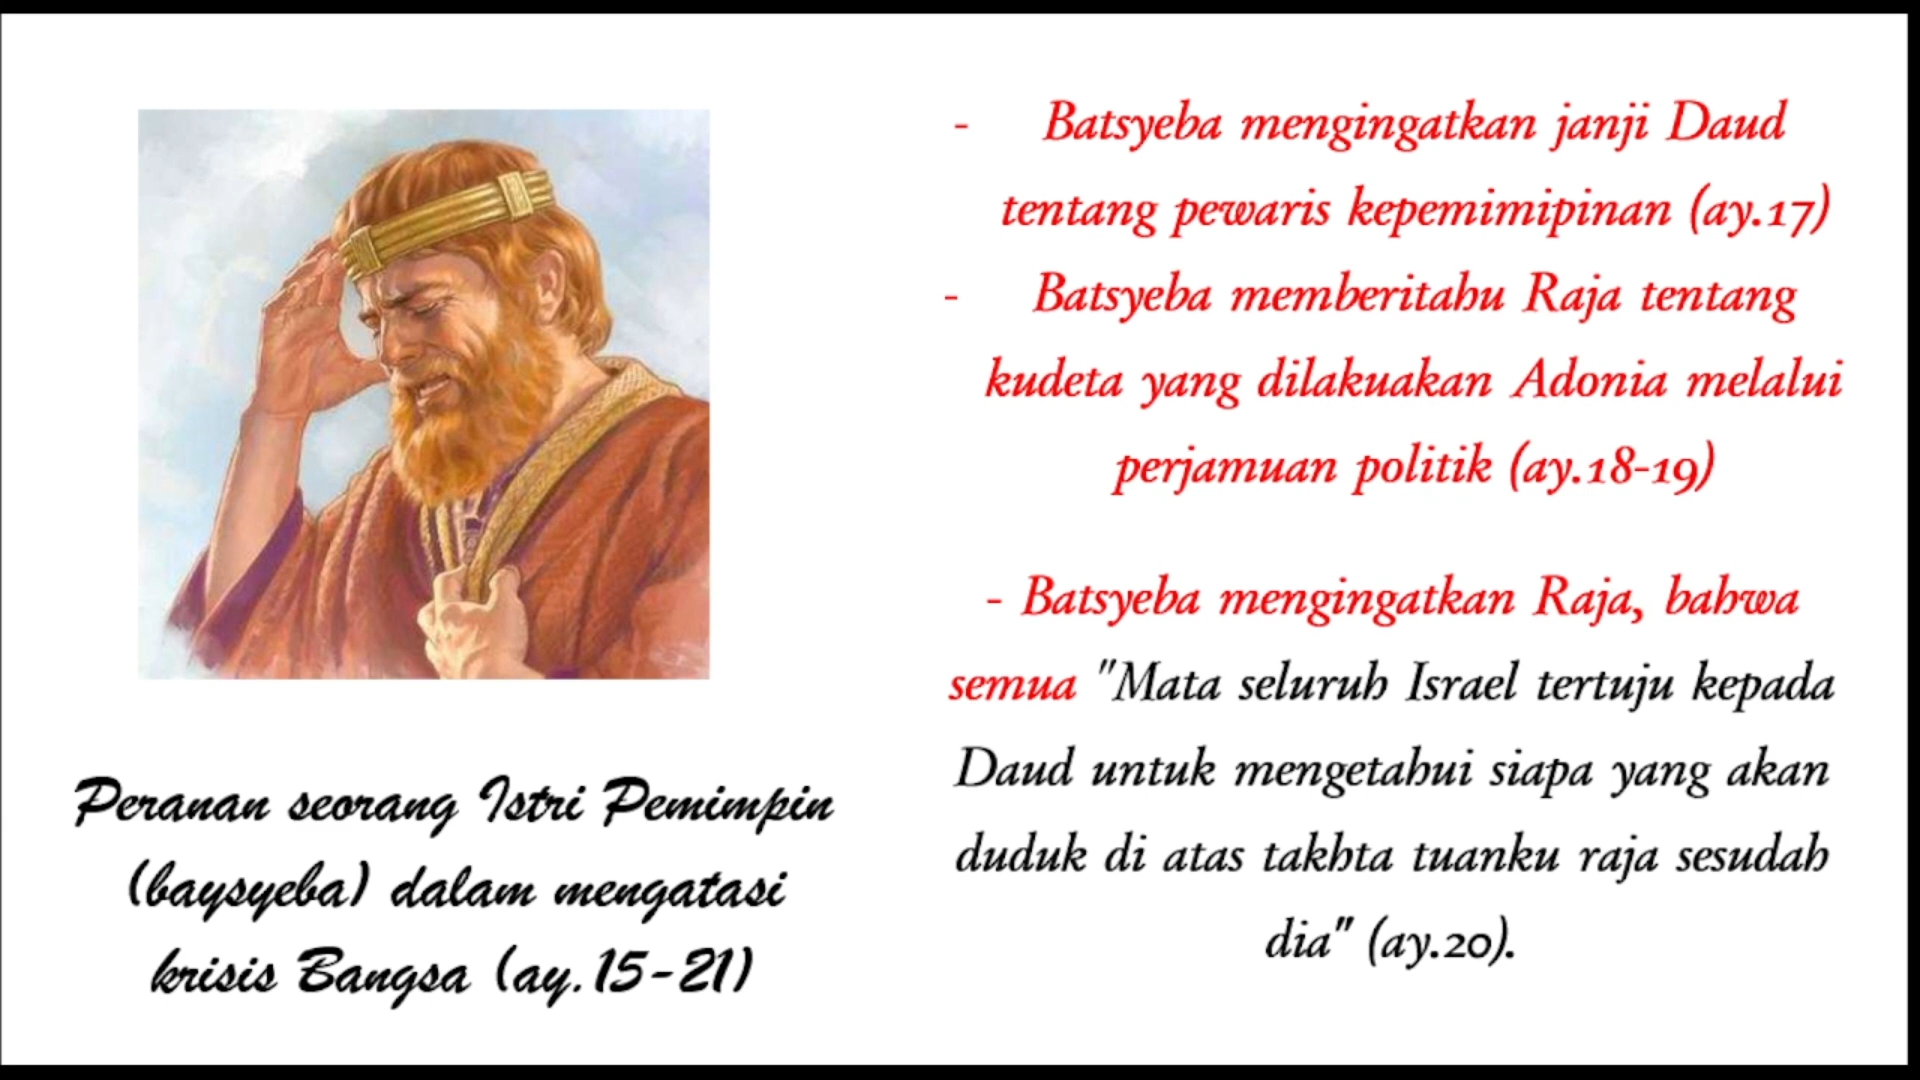 Peranan seorang Istri Pemimpin
(baysyeba) dalam mengatasi
krisis Bangsa (ay.15-21)
- Batsyeba mengingatkan janji Daud
tentang pewaris kepemimipinan (ay.17)
- Batsyeba memberitahu Raja tentang
kudeta yang dilakuakan Adonia melalui
perjamuan politik (ay.18-19)
- Batsyeba mengingatkan Raja, bahwa
semua "Mata seluruh Israel tertuju kepada
Daud untuk mengetahui siapa yang akan
duduk di atas takhta tuanku raja sesudah
dia" (ay.20).